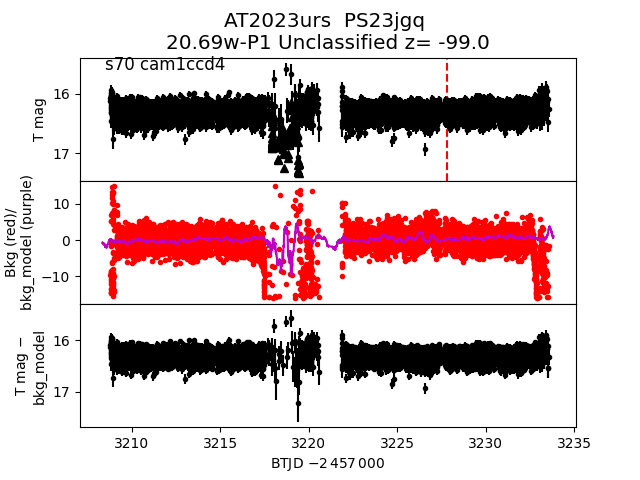 AT2023urs  PS23jgq
20.69w-P1 Unclassified z= -99.0
s70 cam1ccd4
T mag
16
17
Bkg (red)/
bkg_model (purple)
10
0
−10
T mag −
bkg_model
16
17
3210 3215 3220 3225 3230 3235
BTJD −2 457 000